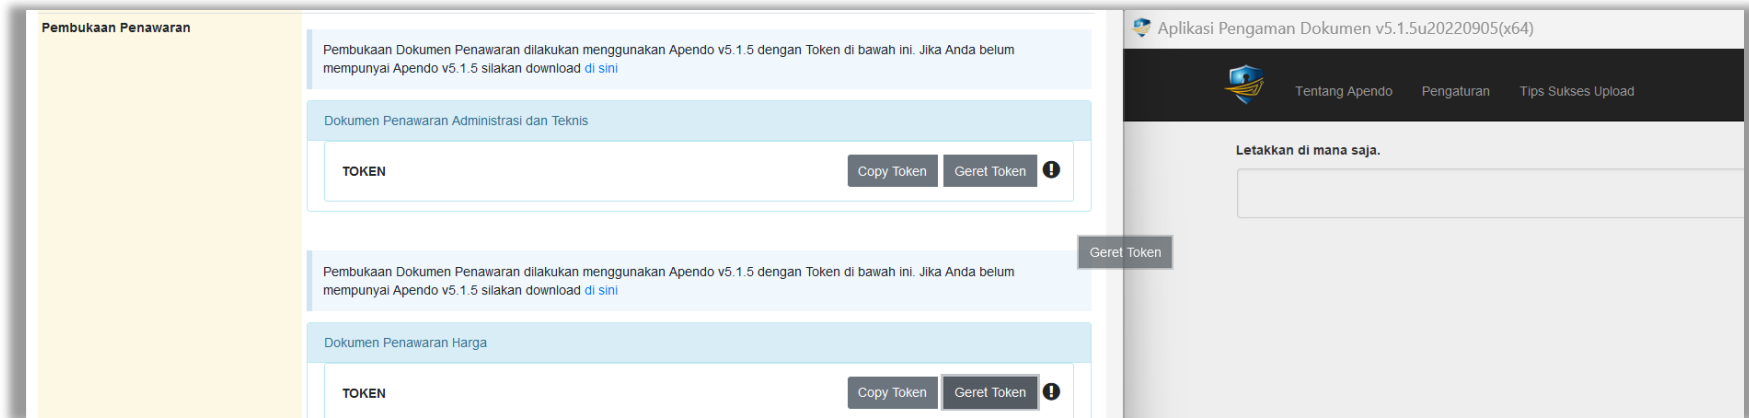 Pembukaan Penawaran
Pembukaan Dokumen Penawaran dilakukan menggunakan Apendo v5.1.5 dengan Token di bawah ini. Jika Anda belum
mempunyai Apendo v5.1.5 silakan download di sini
Dokumen Penawaran Administrasi dan Teknis
TOKEN
Copy Token
Geret Token
Pembukaan Dokumen Penawaran dilakukan menggunakan Apendo v5.1.5 dengan Token di bawah ini. Jika Anda belum
mempunyai Apendo v5.1.5 silakan download di sini
Dokumen Penawaran Harga
TOKEN
Copy Token
Geret Token
Geret Token
Aplikasi Pengaman Dokumen v5.1.5u20220905(x64)
Tentang Apendo
Pengaturan
Tips Sukses Upload
Letakkan di mana saja.